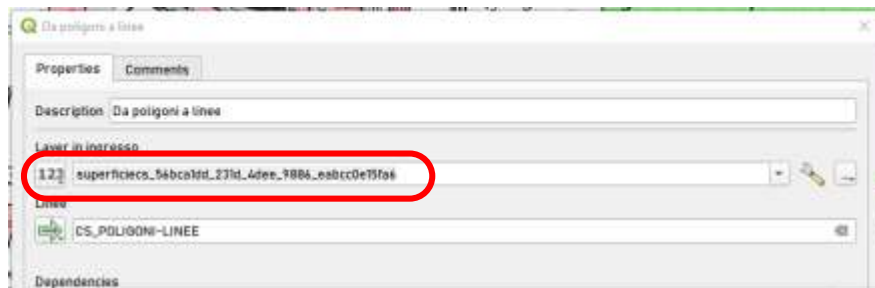 Da poligoni a linee
Properties Comments
Description Da poligoni a linee
Layer in ingresso
123 superficiecs_56bca1dd_231d_4dee_9886_eabcc0e15fa6
Linee
CS_POLIGONI-LINEE
Dependencies